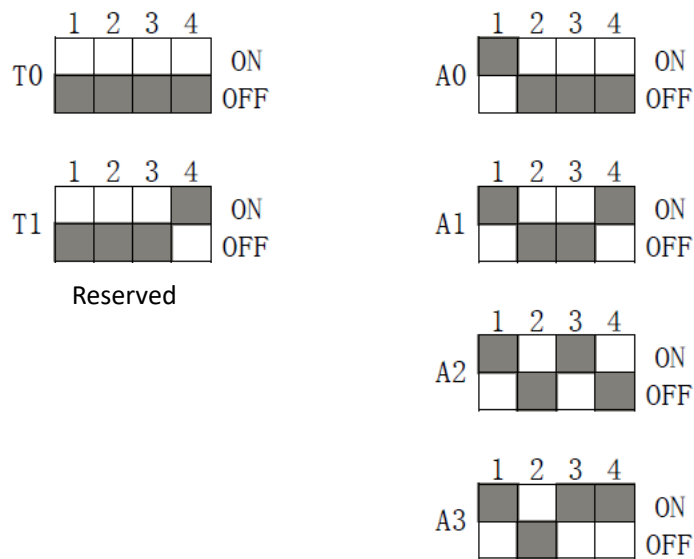 1 2 3 4
T0 ON
OFF
1 2 3 4
T1 ON
OFF
Reserved
1 2 3 4
A0 ON
OFF
1 2 3 4
A1 ON
OFF
1 2 3 4
A2 ON
OFF
1 2 3 4
A3 ON
OFF